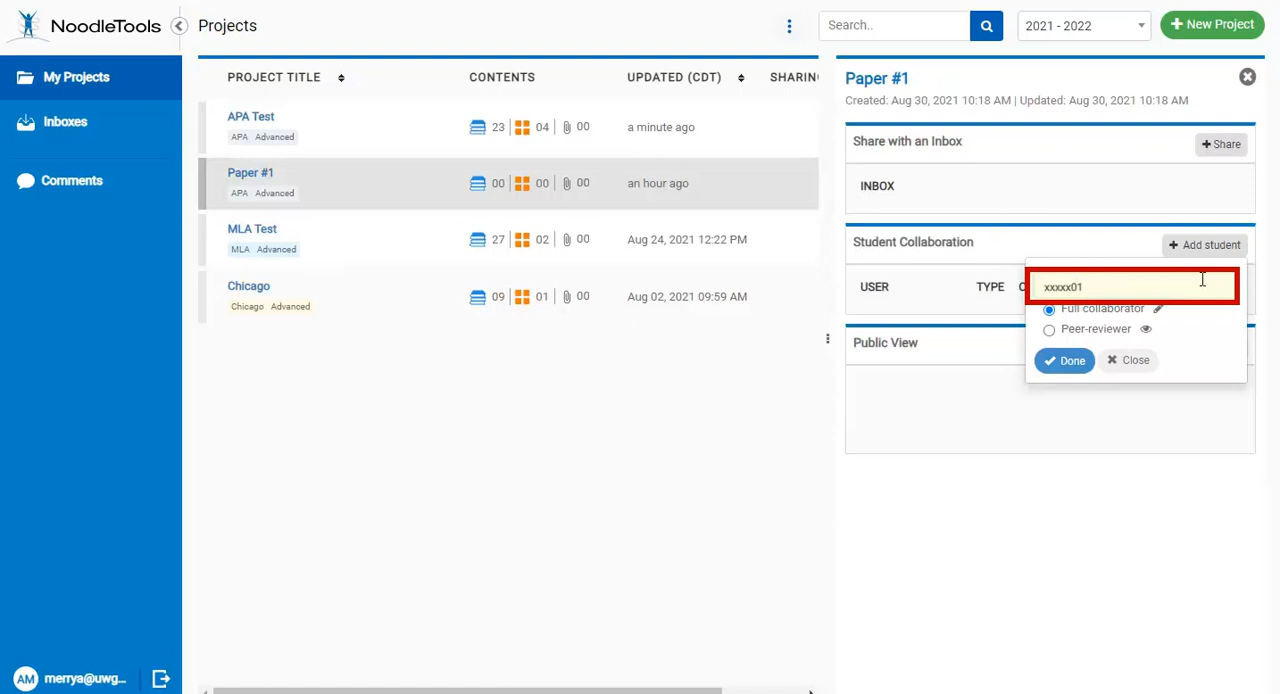 NoodleTools
Projects
Search..
2021 - 2022
New Project
My Projects
Inboxes
Comments
PROJECT TITLE CONTENTS UPDATED (CDT) SHARIN
APA Test
APA Advanced
23 04 00 a minute ago
Paper #1
APA Advanced
00 00 00 an hour ago
MLA Test
MLA Advanced
27 02 00 Aug 24, 2021 12:22 PM
Chicago
Chicago Advanced
09 01 00 Aug 02, 2021 09:59 AM
Paper #1
Created: Aug 30, 2021 10:18 AM | Updated: Aug 30, 2021 10:18 AM
Share with an Inbox
+ Share
INBOX
Student Collaboration
+ Add student
USER TYPE
xxxxx01
Full collaborator
Peer-reviewer
Done Close
Public View
AM merrya@uwg...